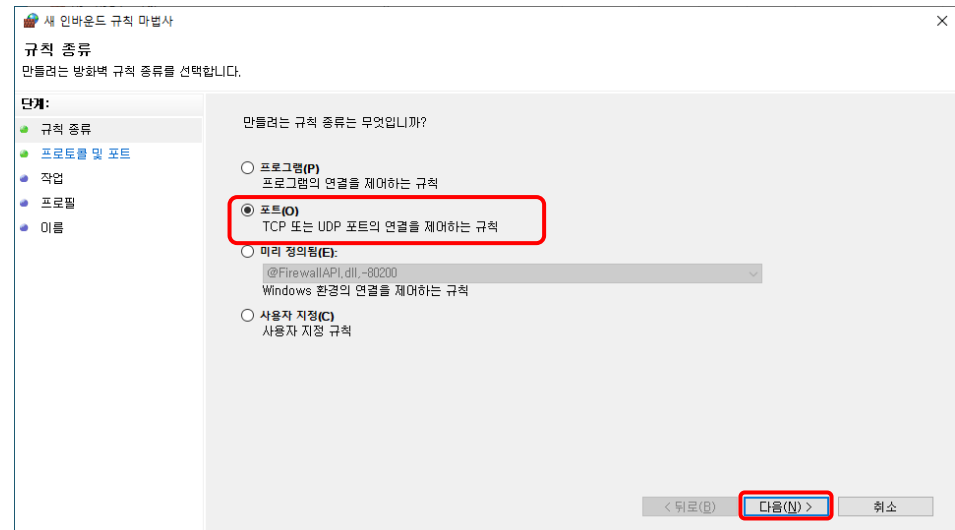 새 인바운드 규칙 마법사
규칙 종류
만들려는 방화벽 규칙 종류를 선택합니다.
단계:
규칙 종류
프로토콜 및 포트
작업
프로필
이름
만들려는 규칙 종류는 무엇입니까?
프로그램(P)
프로그램의 연결을 제어하는 규칙
포트(O)
TCP 또는 UDP 포트의 연결을 제어하는 규칙
미리 정의됨(E):
@FirewallAPI.dll,-80200
Windows 환경의 연결을 제어하는 규칙
사용자 지정(C)
사용자 지정 규칙
< 뒤로(B) 다음(N) > 취소